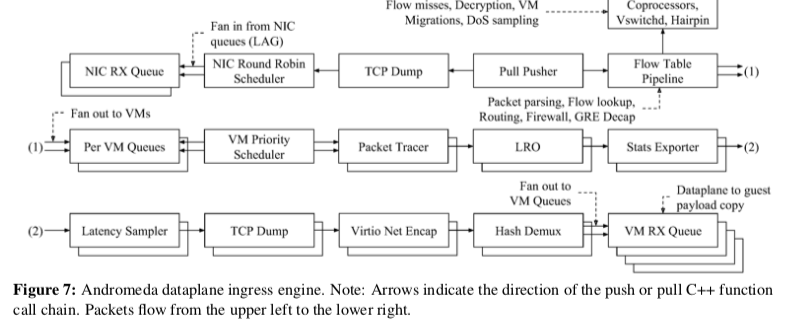 Flow misses, Decryption, VM
Migrations, DoS sampling
Coprocessors,
Vswitchd, Hairpin
Fan in from NIC
queues (LAG)
NIC RX Queue
NIC Round Robin
Scheduler
TCP Dump
Pull Pusher
Flow Table
Pipeline
(1)
Fan out to VMs
Packet parsing, Flow lookup,
Routing, Firewall, GRE Decap
(1)
Per VM Queues
VM Priority
Scheduler
Packet Tracer
LRO
Stats Exporter
(2)
Fan out to
VM Queues
Dataplane to guest
payload copy
(2)
Latency Sampler
TCP Dump
Virtio Net Encap
Hash Demux
VM RX Queue
Figure 7: Andromeda dataplane ingress engine. Note: Arrows indicate the direction of the push or pull C++ function
call chain. Packets flow from the upper left to the lower right.